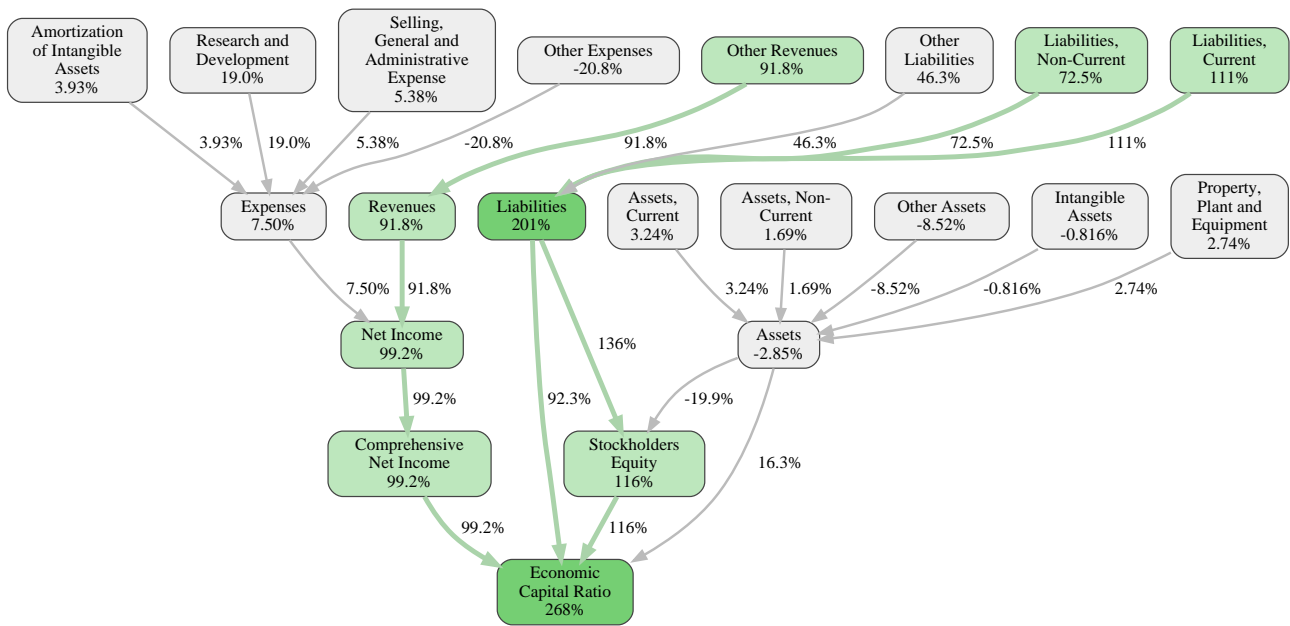 Amortization
of Intangible
Assets
3.93%
Research and
Development
19.0%
Selling,
General and
Administrative
Expense
5.38%
Other Expenses
-20.8%
Other Revenues
91.8%
Other
Liabilities
46.3%
Liabilities,
Non-Current
72.5%
Liabilities,
Current
111%
3.93%
19.0%
5.38%
-20.8%
91.8%
46.3%
72.5%
111%
Expenses
7.50%
Revenues
91.8%
Liabilities
201%
Assets,
Current
3.24%
Assets, Non-
Current
1.69%
Other Assets
-8.52%
Intangible
Assets
-0.816%
Property,
Plant and
Equipment
2.74%
7.50%
91.8%
3.24%
1.69%
-8.52%
-0.816%
2.74%
Net Income
99.2%
136%
Assets
-2.85%
99.2%
92.3%
-19.9%
Comprehensive
Net Income
99.2%
Stockholders
Equity
116%
16.3%
99.2%
116%
Economic
Capital Ratio
268%